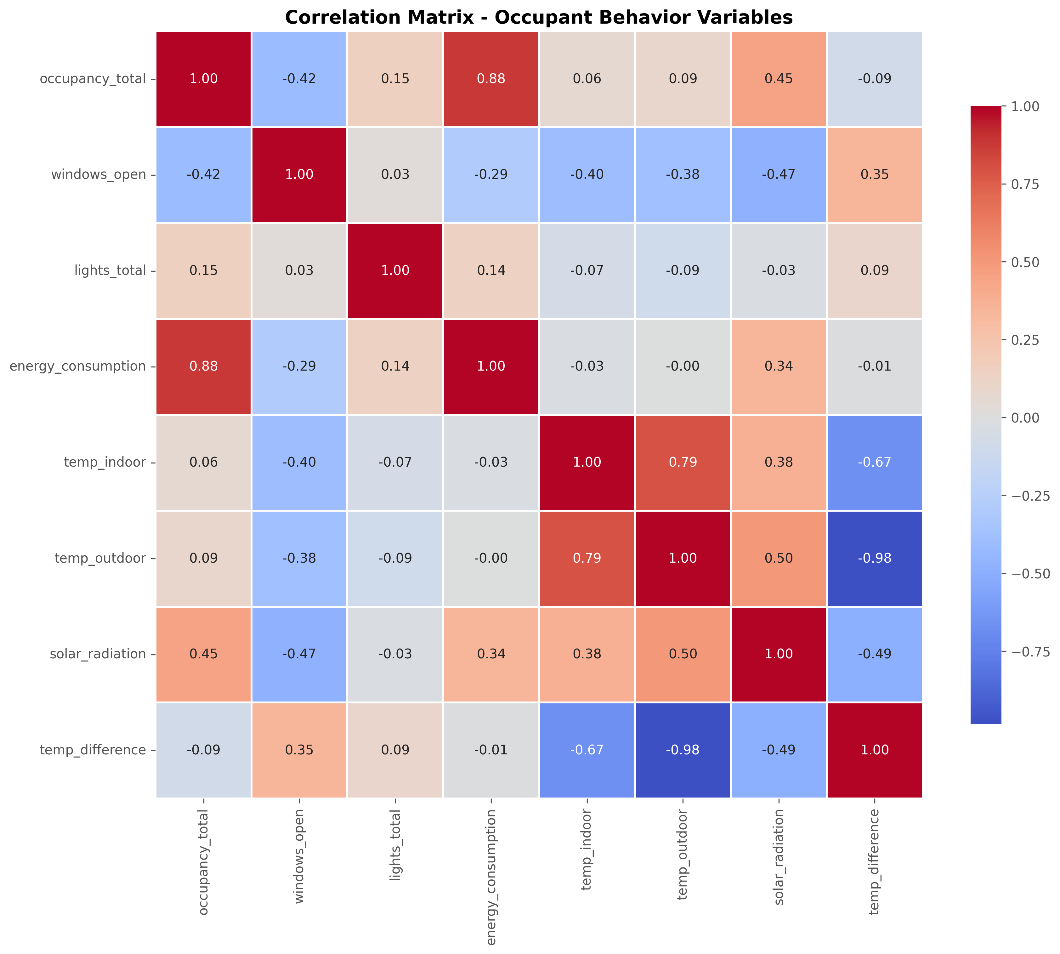 Correlation Matrix - Occupant Behavior Variables
occupancy_total 1.00 -0.42 0.15 0.88 0.06 0.09 0.45 -0.09
windows_open -0.42 1.00 0.03 -0.29 -0.40 -0.38 -0.47 0.35
lights_total 0.15 0.03 1.00 0.14 -0.07 -0.09 -0.03 0.09
energy_consumption 0.88 -0.29 0.14 1.00 -0.03 -0.00 0.34 -0.01
temp_indoor 0.06 -0.40 -0.07 -0.03 1.00 0.79 0.38 -0.67
temp_outdoor 0.09 -0.38 -0.09 -0.00 0.79 1.00 0.50 -0.98
solar_radiation 0.45 -0.47 -0.03 0.34 0.38 0.50 1.00 -0.49
temp_difference -0.09 0.35 0.09 -0.01 -0.67 -0.98 -0.49 1.00
occupancy_total
windows_open
lights_total
energy_consumption
temp_indoor
temp_outdoor
solar_radiation
temp_difference
1.00
0.75
0.50
0.25
0.00
−0.25
−0.50
−0.75